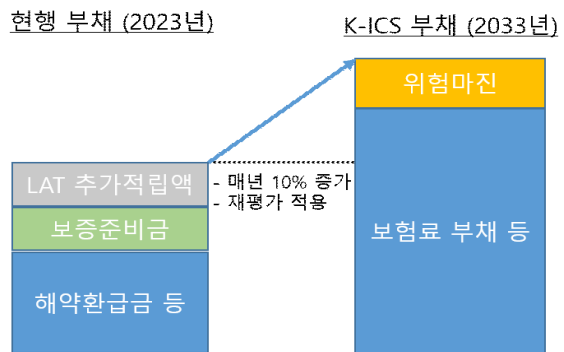 현행 부채 (2023년)
K-ICS 부채 (2033년)
위험마진
LAT 추가적립액
- 매년 10% 증가
- 재평가 적용
보증준비금
보험료 부채 등
해약환급금 등